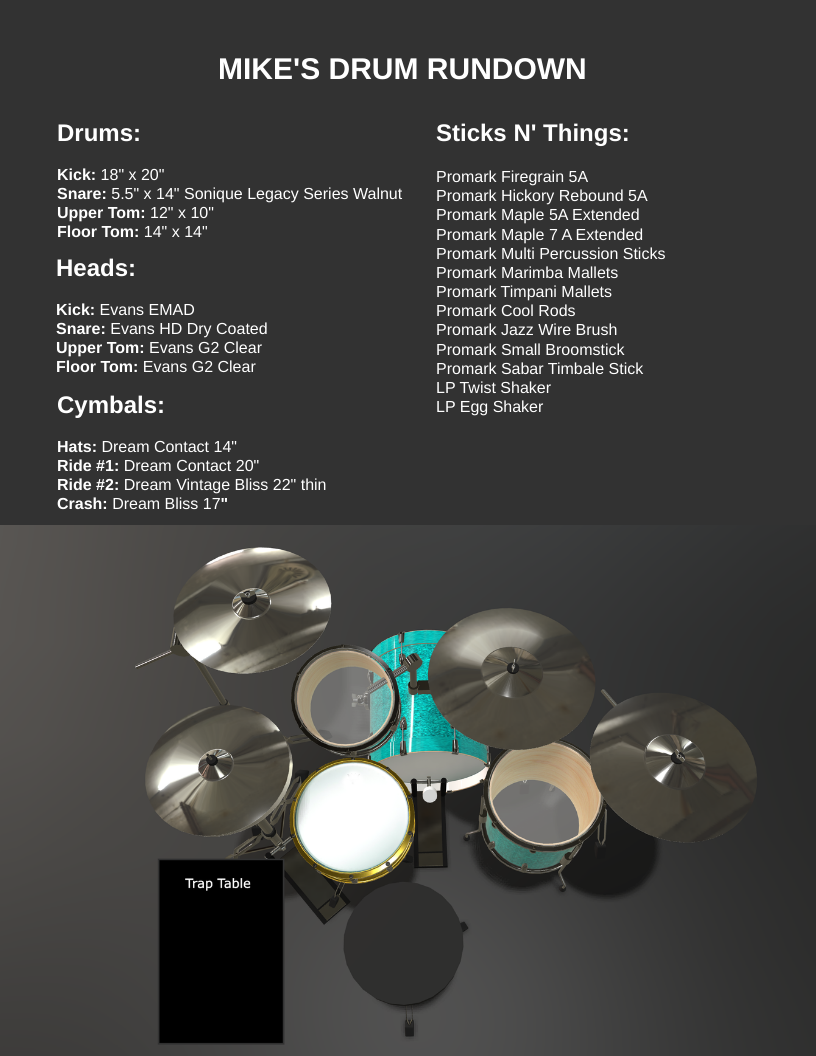 MIKE'S DRUM RUNDOWN
Drums:
Kick: 18" x 20"
Snare: 5.5" x 14" Sonique Legacy Series Walnut
Upper Tom: 12" x 10"
Floor Tom: 14" x 14"
Heads:
Kick: Evans EMAD
Snare: Evans HD Dry Coated
Upper Tom: Evans G2 Clear
Floor Tom: Evans G2 Clear
Cymbals:
Hats: Dream Contact 14"
Ride #1: Dream Contact 20"
Ride #2: Dream Vintage Bliss 22" thin
Crash: Dream Bliss 17"
Sticks N' Things:
Promark Firegrain 5A
Promark Hickory Rebound 5A
Promark Maple 5A Extended
Promark Maple 7 A Extended
Promark Multi Percussion Sticks
Promark Marimba Mallets
Promark Timpani Mallets
Promark Cool Rods
Promark Jazz Wire Brush
Promark Small Broomstick
Promark Sabar Timbale Stick
LP Twist Shaker
LP Egg Shaker
Trap Table